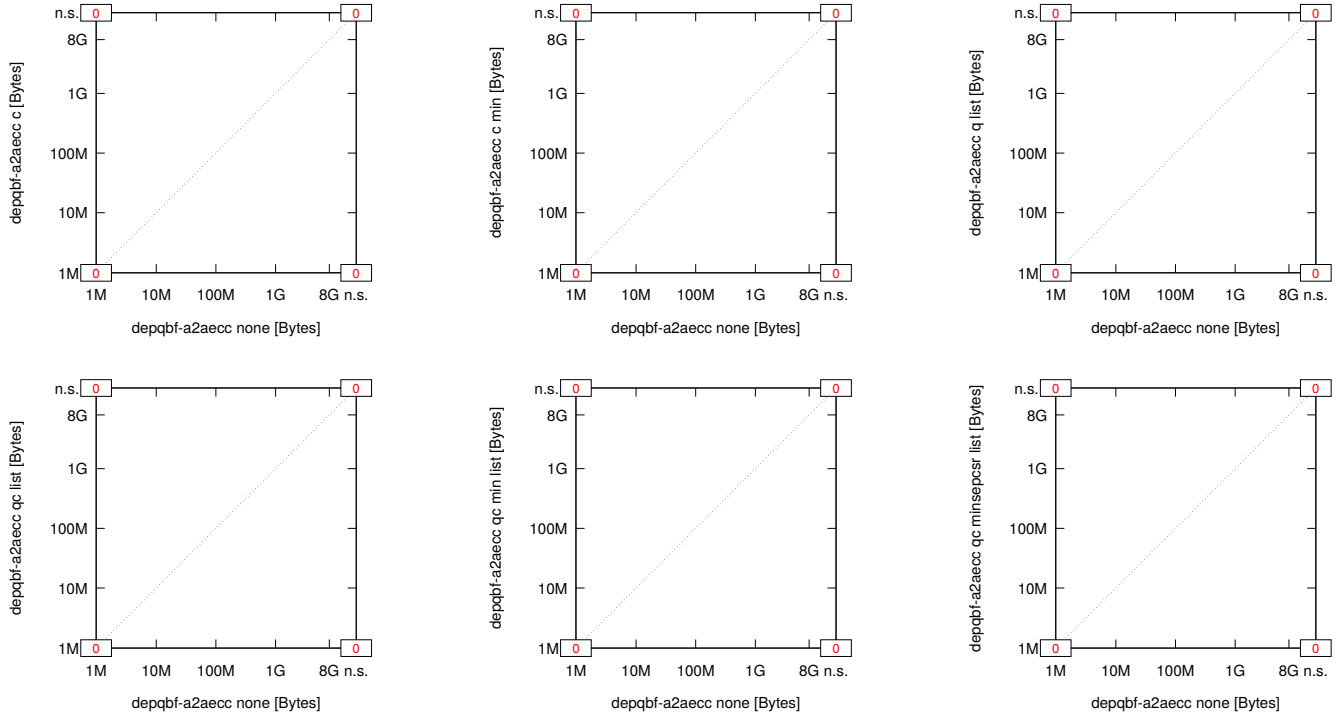 n.s. 0 0
8G
1G
100M
10M
1M 0 0
1M 10M 100M 1G 8G n.s.
depqbf-a2aecc none [Bytes]
depqbf-a2aecc c [Bytes]
n.s. 0 0
8G
1G
100M
10M
1M 0 0
1M 10M 100M 1G 8G n.s.
depqbf-a2aecc none [Bytes]
depqbf-a2aecc c min [Bytes]
n.s. 0 0
8G
1G
100M
10M
1M 0 0
1M 10M 100M 1G 8G n.s.
depqbf-a2aecc none [Bytes]
depqbf-a2aecc q list [Bytes]
n.s. 0 0
8G
1G
100M
10M
1M 0 0
1M 10M 100M 1G 8G n.s.
depqbf-a2aecc none [Bytes]
depqbf-a2aecc qc list [Bytes]
n.s. 0 0
8G
1G
100M
10M
1M 0 0
1M 10M 100M 1G 8G n.s.
depqbf-a2aecc none [Bytes]
depqbf-a2aecc qc min list [Bytes]
n.s. 0 0
8G
1G
100M
10M
1M 0 0
1M 10M 100M 1G 8G n.s.
depqbf-a2aecc none [Bytes]
depqbf-a2aecc qc minsepcsr list [Bytes]